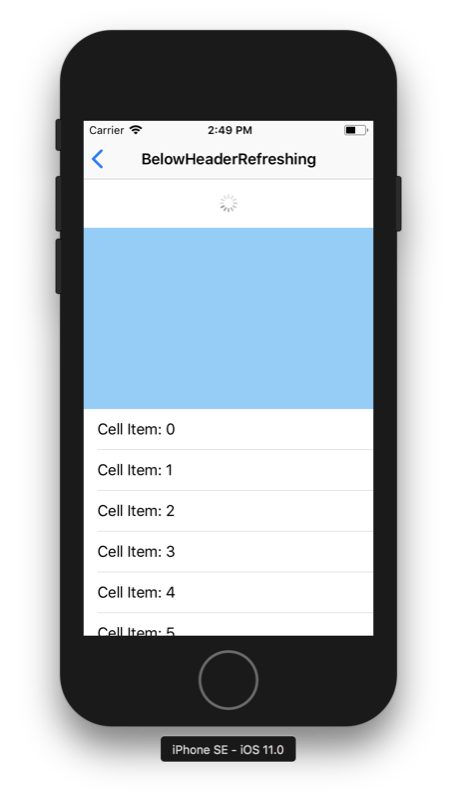 Carrier 2:49 PM
BelowHeaderRefreshing
Cell Item: 0
Cell Item: 1
Cell Item: 2
Cell Item: 3
Cell Item: 4
Cell Item: 5
iPhone SE - iOS 11.0